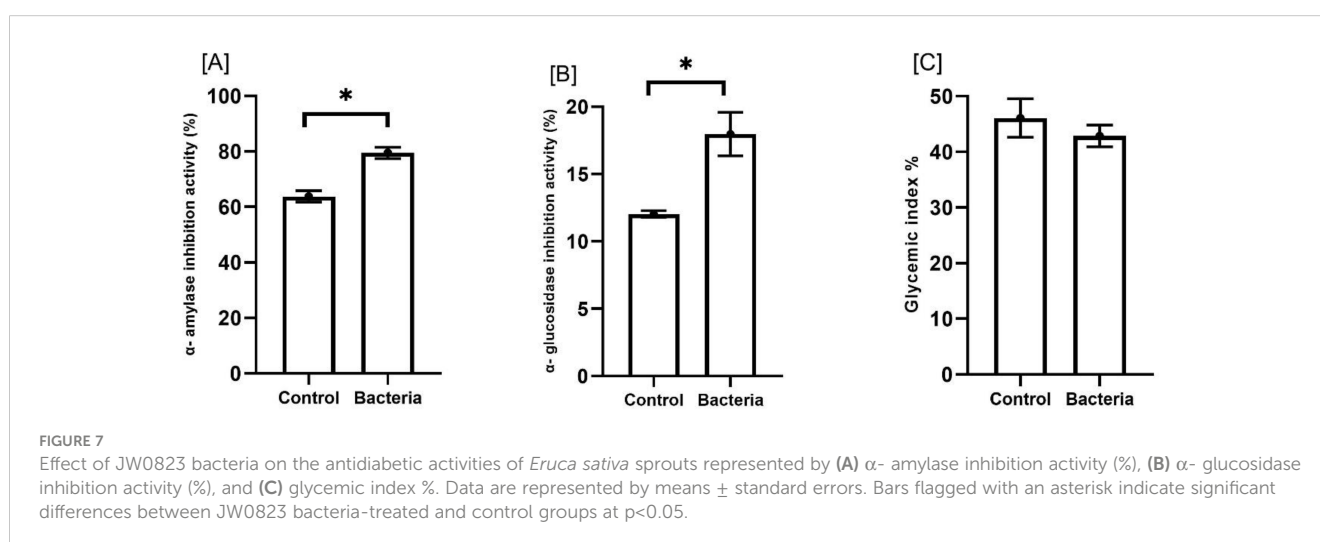 [A]
α- amylase inhibition activity (%)
100
80
60
40
20
0
*
Control Bacteria
[B]
α- glucosidase inhibition activity (%)
20
15
10
5
0
*
Control Bacteria
[C]
Glycemic index %
50
40
30
20
10
0
Control Bacteria
FIGURE 7
Effect of JW0823 bacteria on the antidiabetic activities of Eruca sativa sprouts represented by (A) α- amylase inhibition activity (%), (B) α- glucosidase
inhibition activity (%), and (C) glycemic index %. Data are represented by means ± standard errors. Bars flagged with an asterisk indicate significant
differences between JW0823 bacteria-treated and control groups at p<0.05.